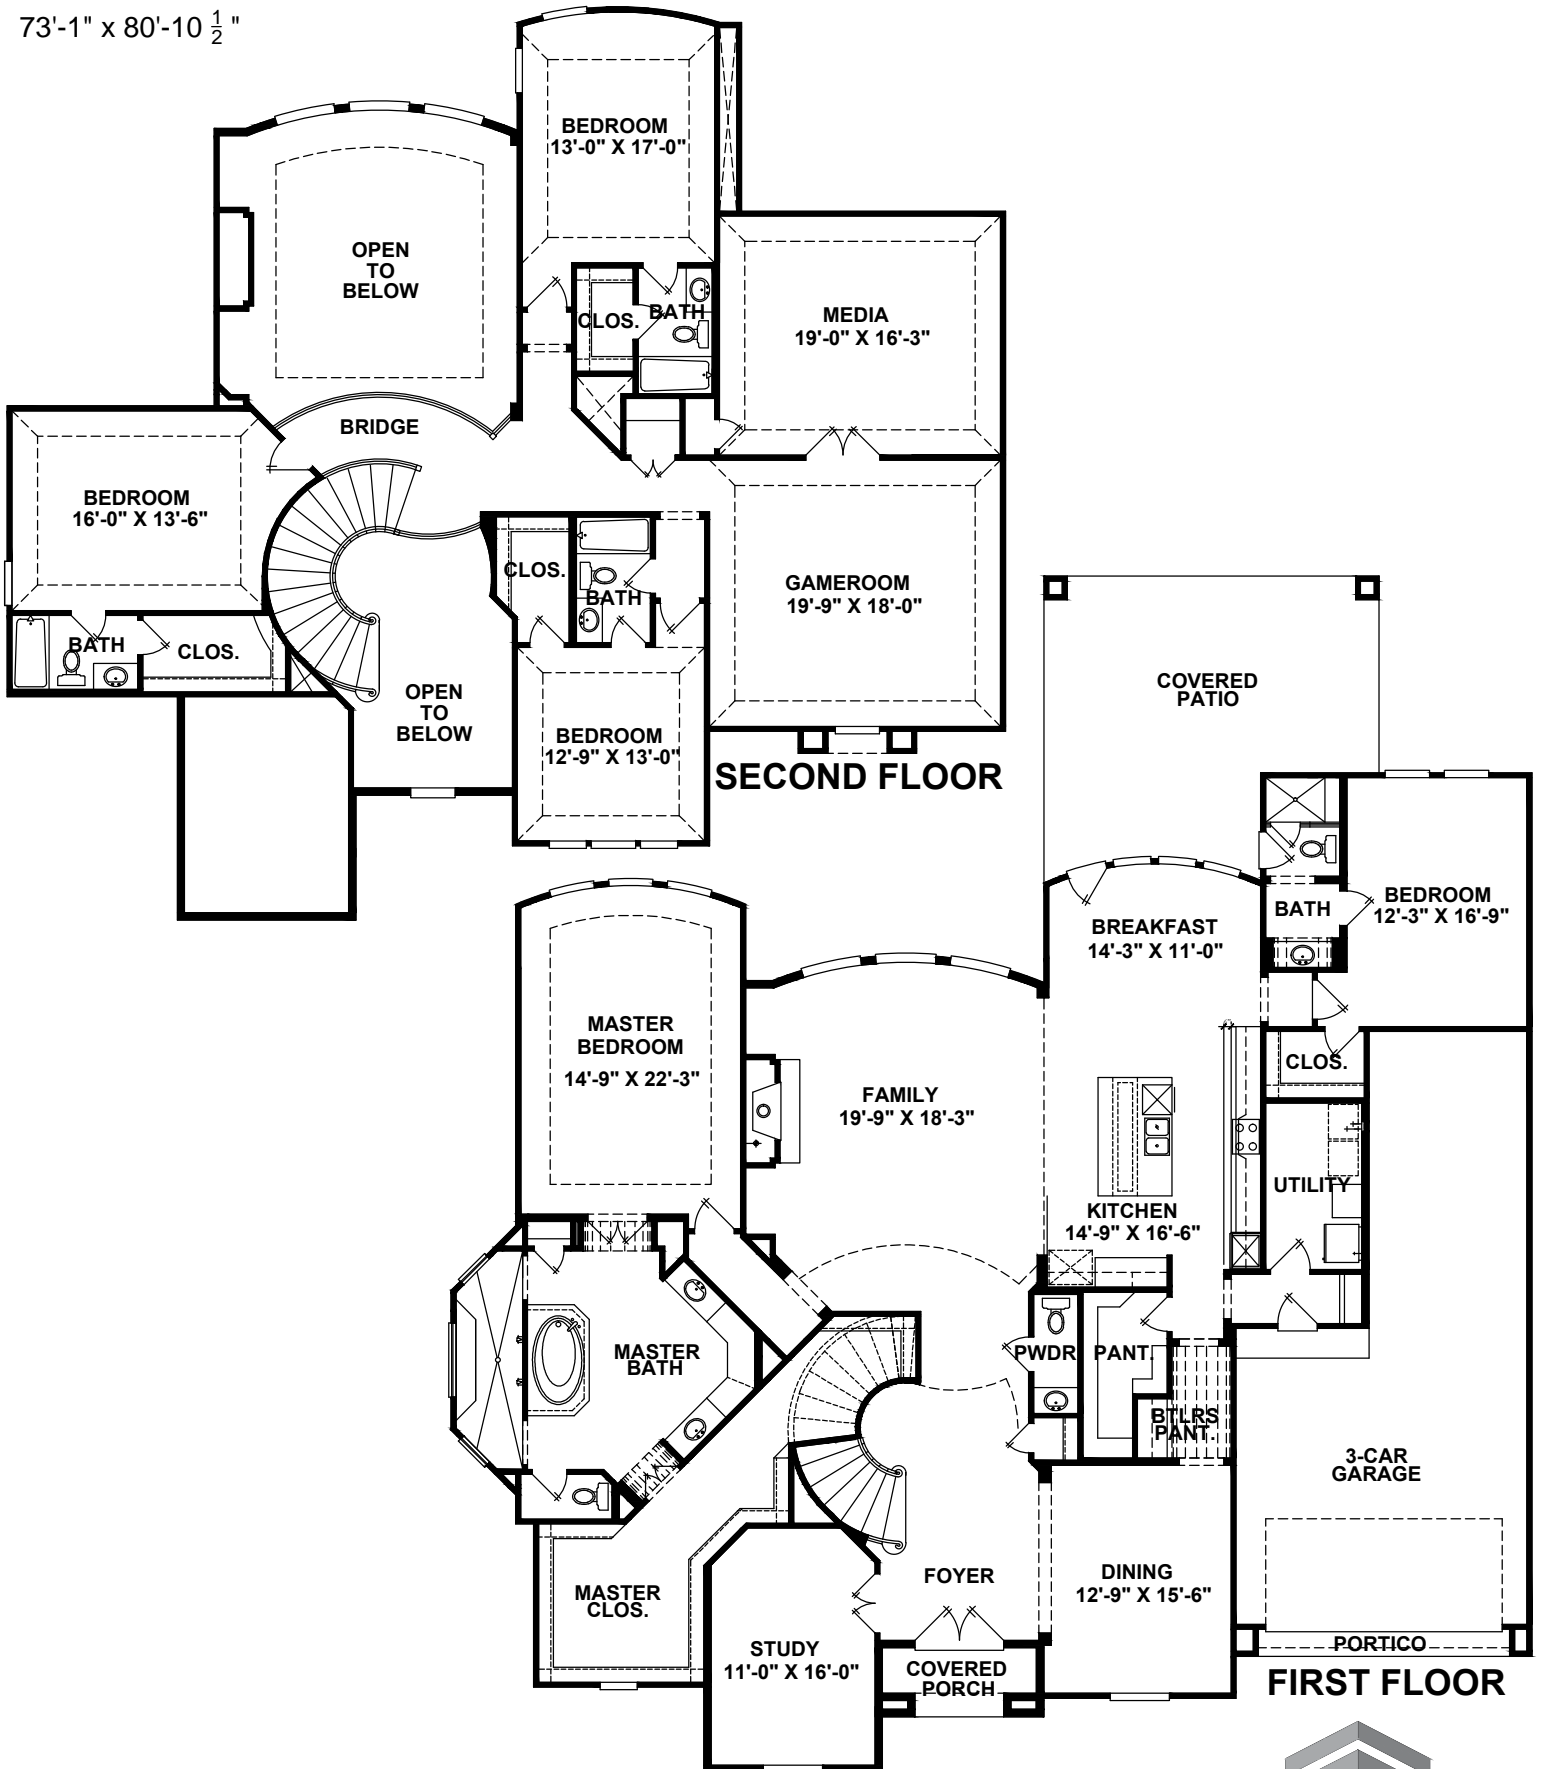 73'-1" x 80'-10 1/2 "
BEDROOM
13'-0" X 17'-0"
OPEN
TO
BELOW
CLOS.
BATH
MEDIA
19'-0" X 16'-3"
BRIDGE
BEDROOM
16'-0" X 13'-6"
CLOS.
BATH
GAMEROOM
19'-9" X 18'-0"
BATH
CLOS.
OPEN
TO
BELOW
BEDROOM
12'-9" X 13'-0"
SECOND FLOOR
COVERED
PATIO
BREAKFAST
14'-3" X 11'-0"
BATH
BEDROOM
12'-3" X 16'-9"
MASTER
BEDROOM
14'-9" X 22'-3"
FAMILY
19'-9" X 18'-3"
CLOS.
UTILITY
KITCHEN
14'-9" X 16'-6"
MASTER
BATH
PWDR
PANT.
BTLRS
PANT.
3-CAR
GARAGE
MASTER
CLOS.
FOYER
DINING
12'-9" X 15'-6"
STUDY
11'-0" X 16'-0"
COVERED
PORCH
PORTICO
FIRST FLOOR